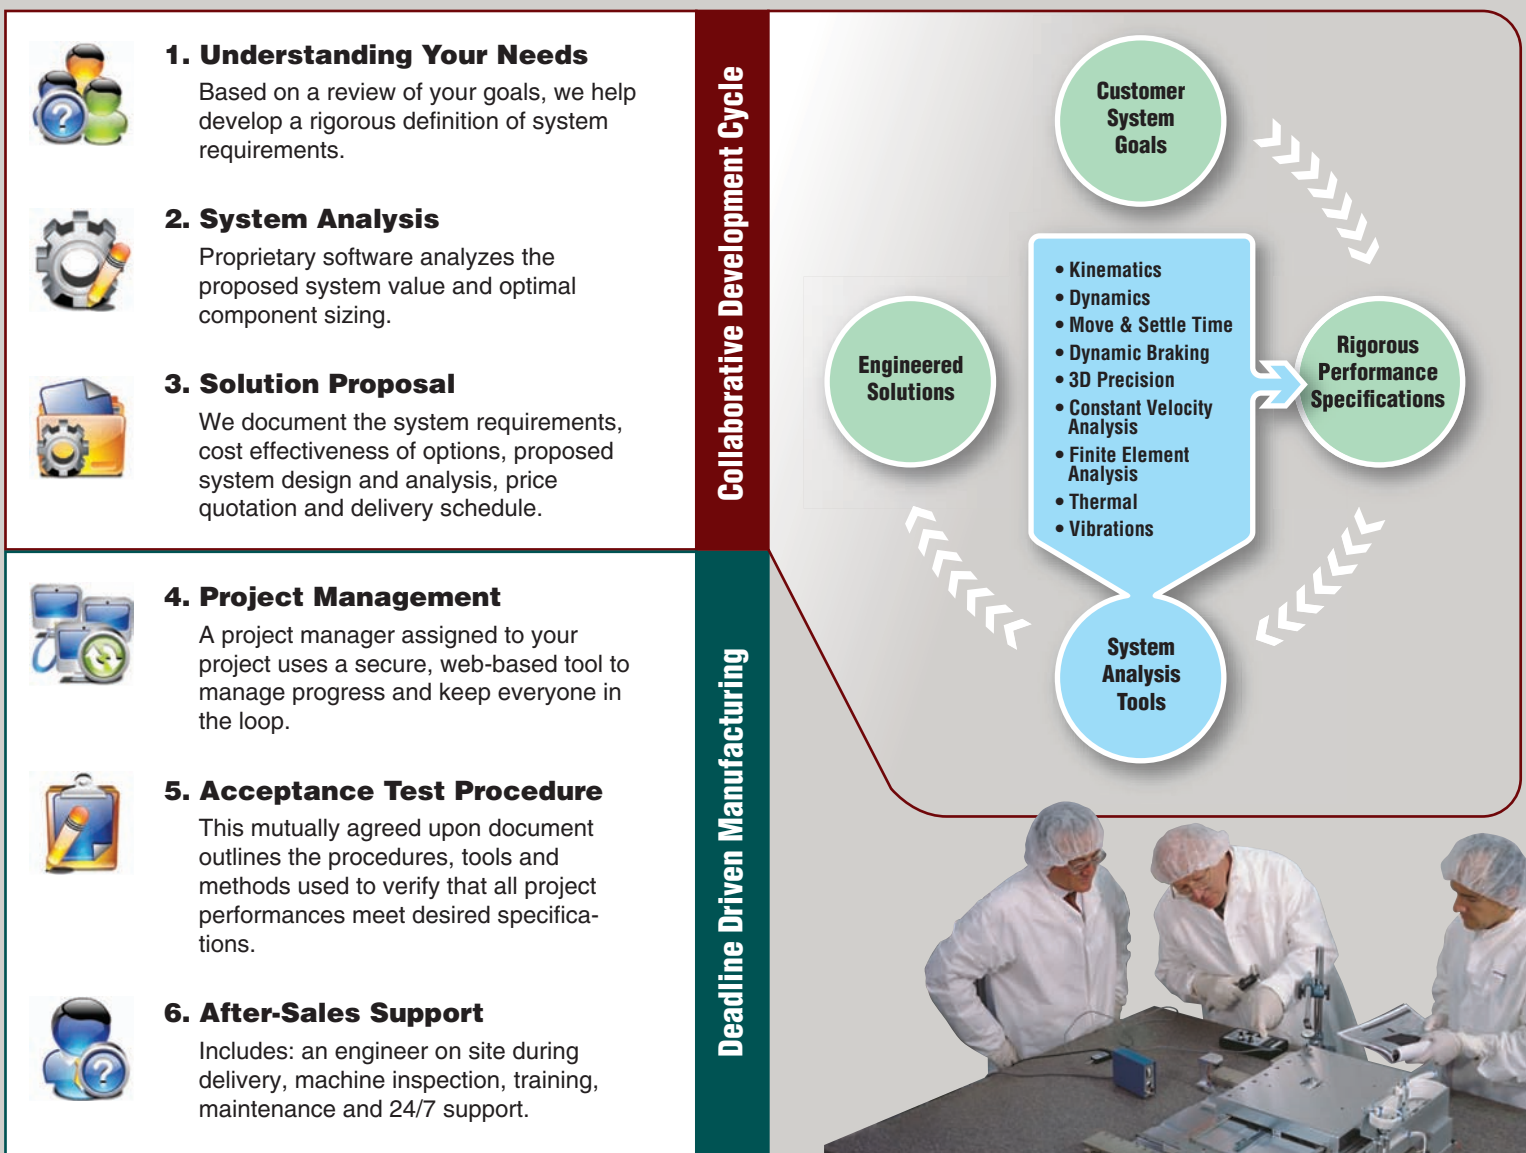 1. Understanding Your Needs
Based on a review of your goals, we help
develop a rigorous definition of system
requirements.
2. System Analysis
Proprietary software analyzes the
proposed system value and optimal
component sizing.
3. Solution Proposal
We document the system requirements,
cost effectiveness of options, proposed
system design and analysis, price
quotation and delivery schedule.
Collaborative Development Cycle
4. Project Management
A project manager assigned to your
project uses a secure, web-based tool to
manage progress and keep everyone in
the loop.
5. Acceptance Test Procedure
This mutually agreed upon document
outlines the procedures, tools and
methods used to verify that all project
performances meet desired specifica-
tions.
6. After-Sales Support
Includes: an engineer on site during
delivery, machine inspection, training,
maintenance and 24/7 support.
Deadline Driven Manufacturing
Customer
System
Goals
• Kinematics
• Dynamics
• Move & Settle Time
• Dynamic Braking
• 3D Precision
• Constant Velocity
Analysis
• Finite Element
Analysis
• Thermal
• Vibrations
Engineered
Solutions
Rigorous
Performance
Specifications
System
Analysis
Tools